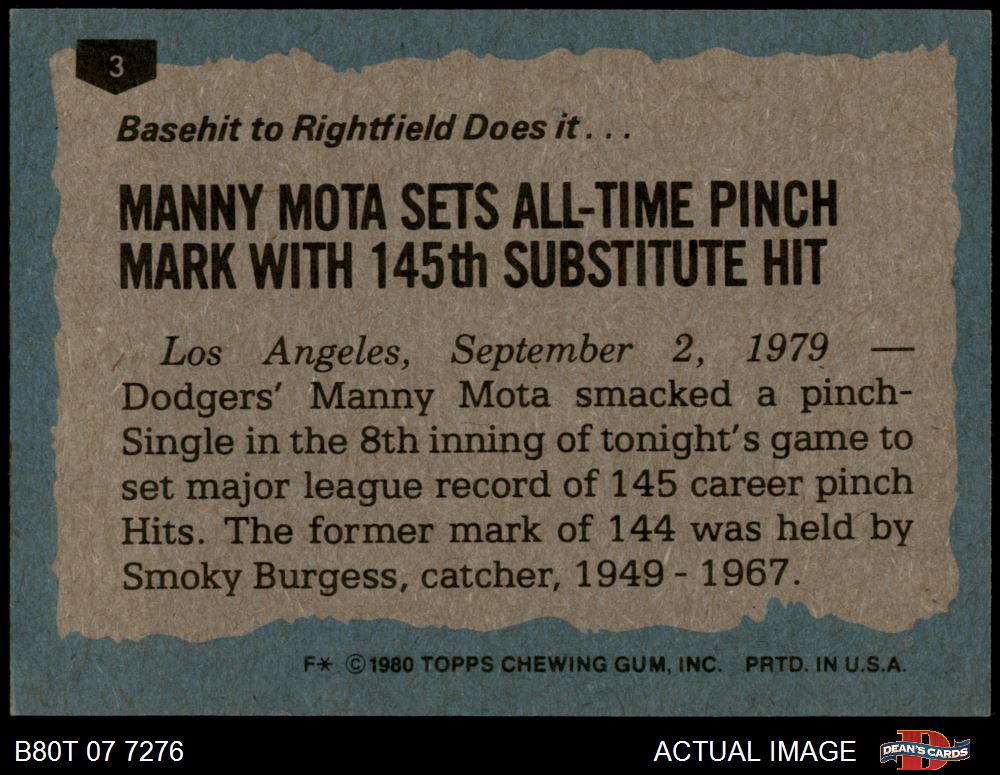 3
Basehit to Rightfield Does it...
MANNY MOTA SETS ALL-TIME PINCH
MARK WITH 145th SUBSTITUTE HIT
Los Angeles, September 2, 1979 —
Dodgers' Manny Mota smacked a pinch-
Single in the 8th inning of tonight's game to
set major league record of 145 career pinch
Hits. The former mark of 144 was held by
Smoky Burgess, catcher, 1949 - 1967.
F* ©1980 TOPPS CHEWING GUM, INC. PRTD. IN U.S.A.
B80T 07 7276 ACTUAL IMAGE D DEAN'S CARDS